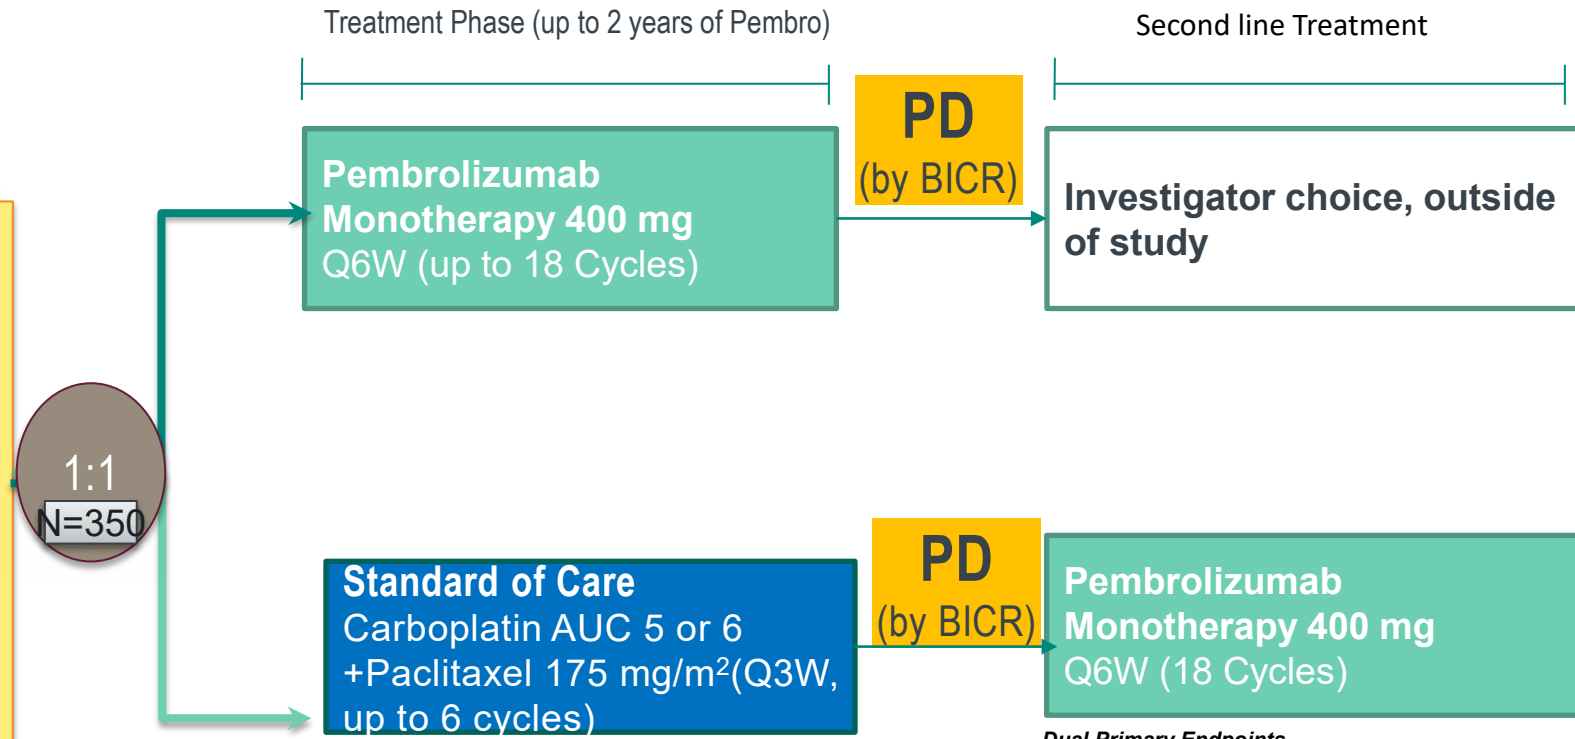 Treatment Phase (up to 2 years of Pembro)
Second line Treatment
PD
(by BICR)
Pembrolizumab
Monotherapy 400 mg
Q6W (up to 18 Cycles)
Investigator choice, outside
of study
1:1
N=350
PD
(by BICR)
Standard of Care
Carboplatin AUC 5 or 6
+Paclitaxel 175 mg/m²(Q3W,
up to 6 cycles)
Pembrolizumab
Monotherapy 400 mg
Q6W (18 Cycles)
Dual Primary Endpoints